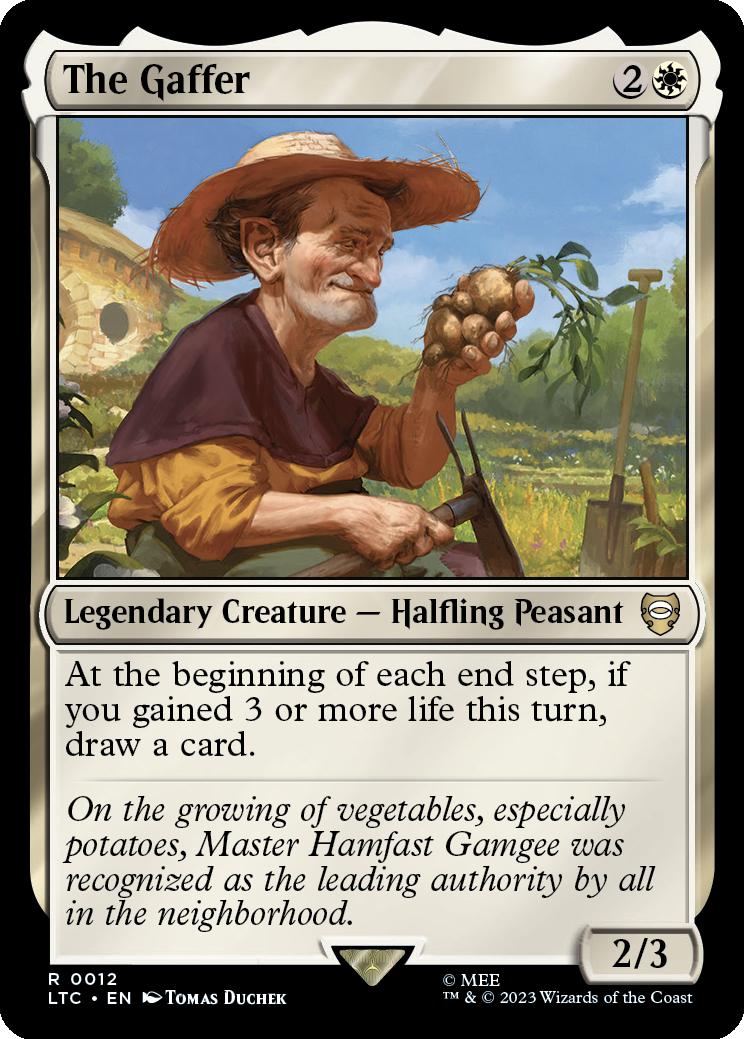 The Gaffer 2
Legendary Creature — Halfling Peasant
At the beginning of each end step, if
you gained 3 or more life this turn,
draw a card.
On the growing of vegetables, especially
potatoes, Master Hamfast Gamgee was
recognized as the leading authority by all
in the neighborhood.
2/3
R 0012
LTC • EN Tomas Duchek
© MEE
™ & © 2023 Wizards of the Coast